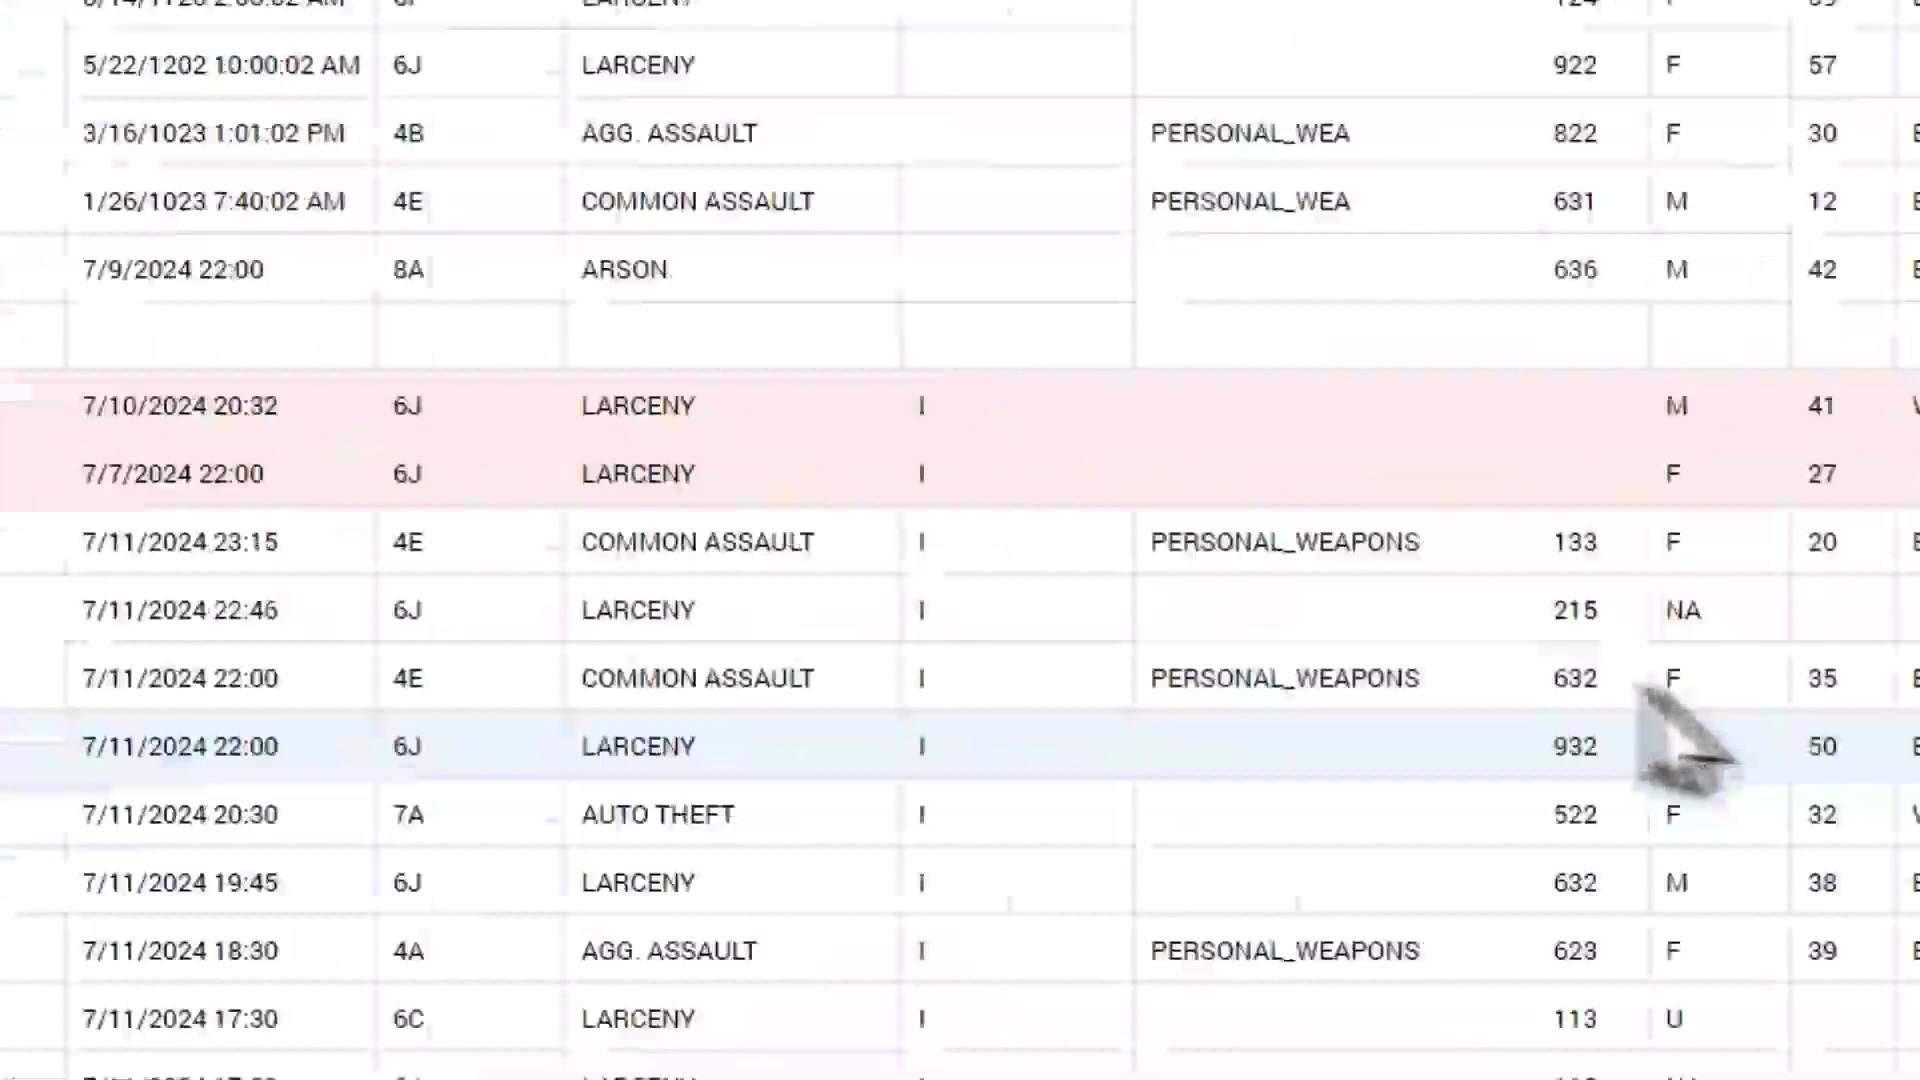 LARCENY
5/22/1202 10:00:02 AM 6J LARCENY 922 F 57
3/16/1023 1:01:02 PM 4B AGG. ASSAULT PERSONAL_WEA 822 F 30
1/26/1023 7:40:02 AM 4E COMMON ASSAULT PERSONAL_WEA 631 M 12
7/9/2024 22:00 8A ARSON 636 M 42
7/10/2024 20:32 6J LARCENY I M 41
7/7/2024 22:00 6J LARCENY I F 27
7/11/2024 23:15 4E COMMON ASSAULT I PERSONAL_WEAPONS 133 F 20
7/11/2024 22:46 6J LARCENY I 215 NA
7/11/2024 22:00 4E COMMON ASSAULT I PERSONAL_WEAPONS 632 F 35
7/11/2024 22:00 6J LARCENY I 932 50
7/11/2024 20:30 7A AUTO THEFT I 522 F 32
7/11/2024 19:45 6J LARCENY I 632 M 38
7/11/2024 18:30 4A AGG. ASSAULT I PERSONAL_WEAPONS 623 F 39
7/11/2024 17:30 6C LARCENY I 113 U